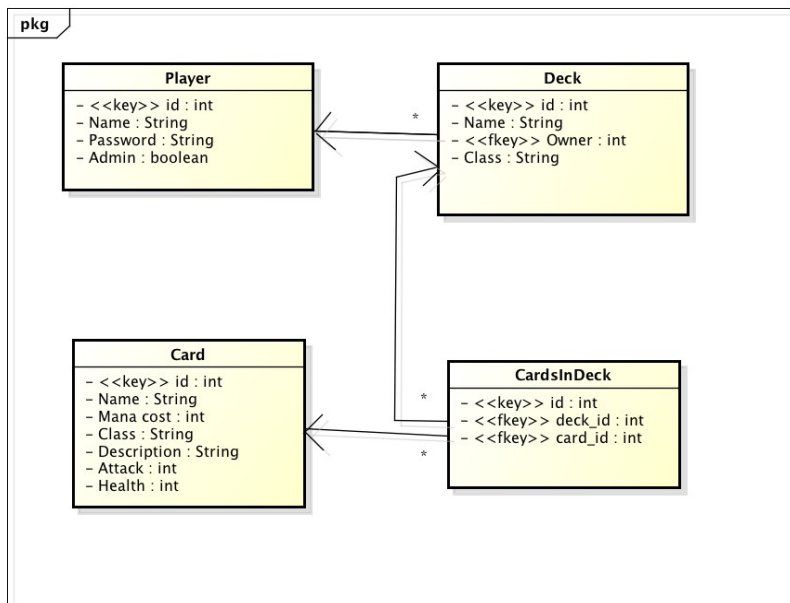 pkg
Player
- <<key>> id : int
- Name : String
- Password : String
- Admin : boolean
*
Deck
- <<key>> id : int
- Name : String
- <<fkey>> Owner : int
- Class : String
Card
- <<key>> id : int
- Name : String
- Mana cost : int
- Class : String
- Description : String
- Attack : int
- Health : int
*
*
CardsInDeck
- <<key>> id : int
- <<fkey>> deck_id : int
- <<fkey>> card_id : int